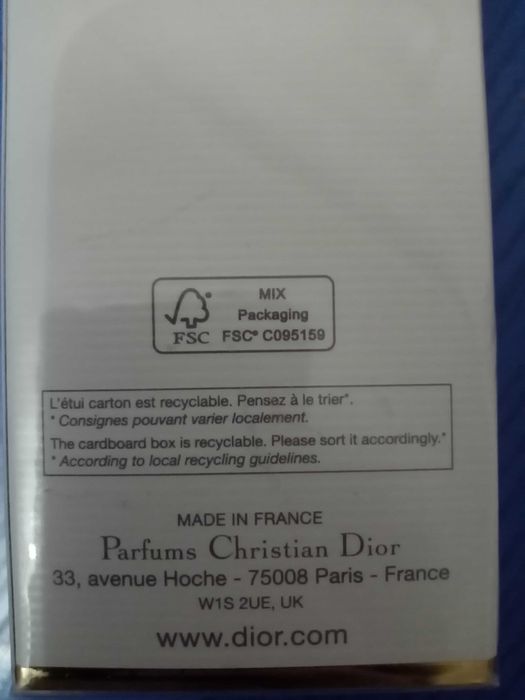 MIX
Packaging
FSC FSC® C095159
L'étui carton est recyclable. Pensez à le trier*.
* Consignes pouvant varier localement.
The cardboard box is recyclable. Please sort it accordingly.*
* According to local recycling guidelines.
MADE IN FRANCE
Parfums Christian Dior
33, avenue Hoche - 75008 Paris - France
W1S 2UE, UK
www.dior.com